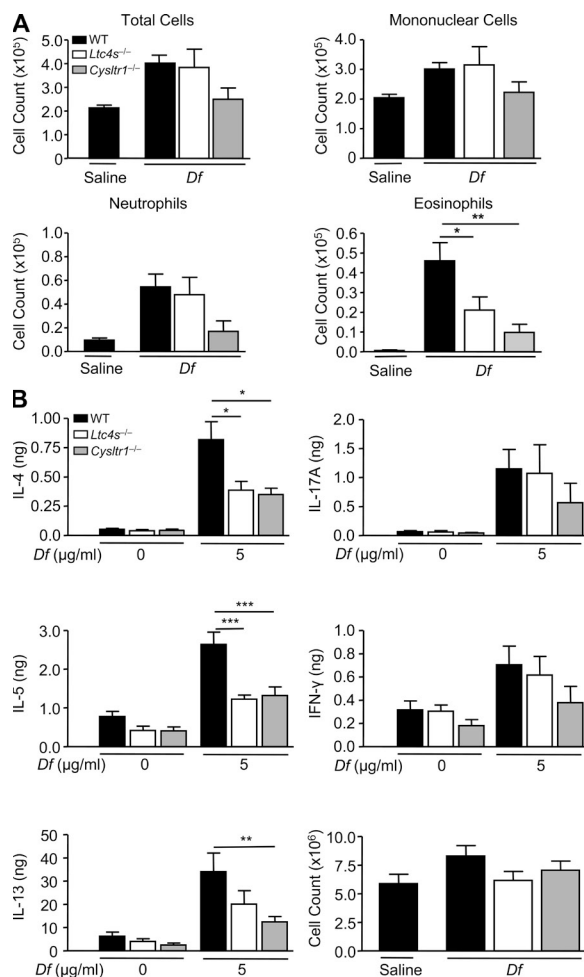 A
Total Cells
Cell Count (x10⁵)
5.0
4.0
3.0
2.0
1.0
0
WT
Ltc4s⁻/⁻
Cysltr1⁻/⁻
Saline
Df
Mononuclear Cells
Cell Count (x10⁵)
5.0
4.0
3.0
2.0
1.0
0
Saline
Df
Neutrophils
Cell Count (x10⁵)
1.0
0.8
0.6
0.4
0.2
0.0
Saline
Df
Eosinophils
Cell Count (x10⁵)
0.6
0.5
0.4
0.3
0.2
0.1
0
**
*
Saline
Df
B
IL-4 (ng)
1.00
0.75
0.50
0.25
0
WT
Ltc4s⁻/⁻
Cysltr1⁻/⁻
*
*
Df (µg/ml)
0
5
IL-17A (ng)
2.0
1.5
1.0
0.5
0.0
Df (µg/ml)
0
5
IL-5 (ng)
3.0
2.0
1.0
0.0
***
***
Df (µg/ml)
0
5
IFN-γ (ng)
1.0
0.8
0.6
0.4
0.2
0.0
Df (µg/ml)
0
5
IL-13 (ng)
50
40
30
20
10
0
**
Df (µg/ml)
0
5
Cell Count (x10⁶)
10.0
7.5
5.0
2.5
0
Saline
Df